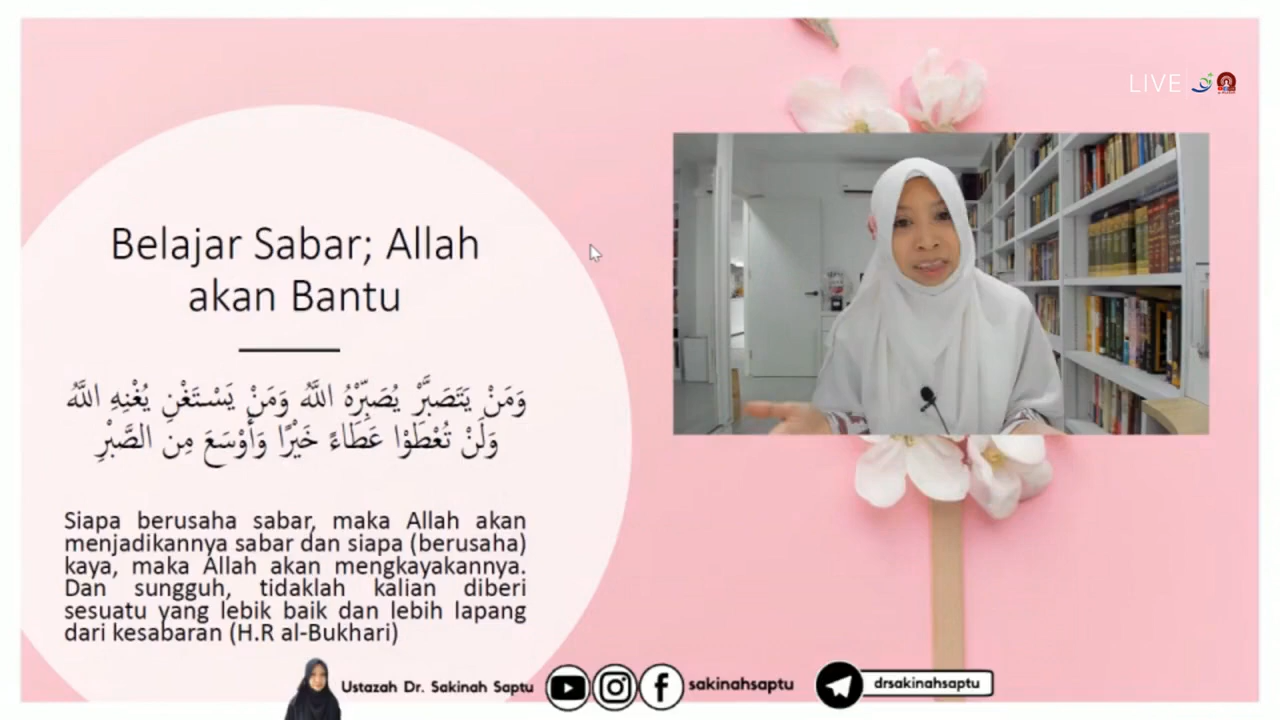 LIVE
Belajar Sabar; Allah
akan Bantu
وَمَنْ يَتَصَبَّرْ يُصَبِّرْهُ اللَّهُ وَمَنْ يَسْتَغْنِ يُغْنِهِ اللَّهُ
وَلَنْ تُعْطَوْا عَطَاءً خَيْرًا وَأَوْسَعَ مِن الصَّبْرِ
Siapa berusaha sabar, maka Allah akan
menjadikannya sabar dan siapa (berusaha)
kaya, maka Allah akan mengkayakannya.
Dan sungguh, tidaklah kalian diberi
sesuatu yang lebik baik dan lebih lapang
dari kesabaran (H.R al-Bukhari)
Ustazah Dr. Sakinah Saptu
sakinahsaptu
drsakinahsaptu